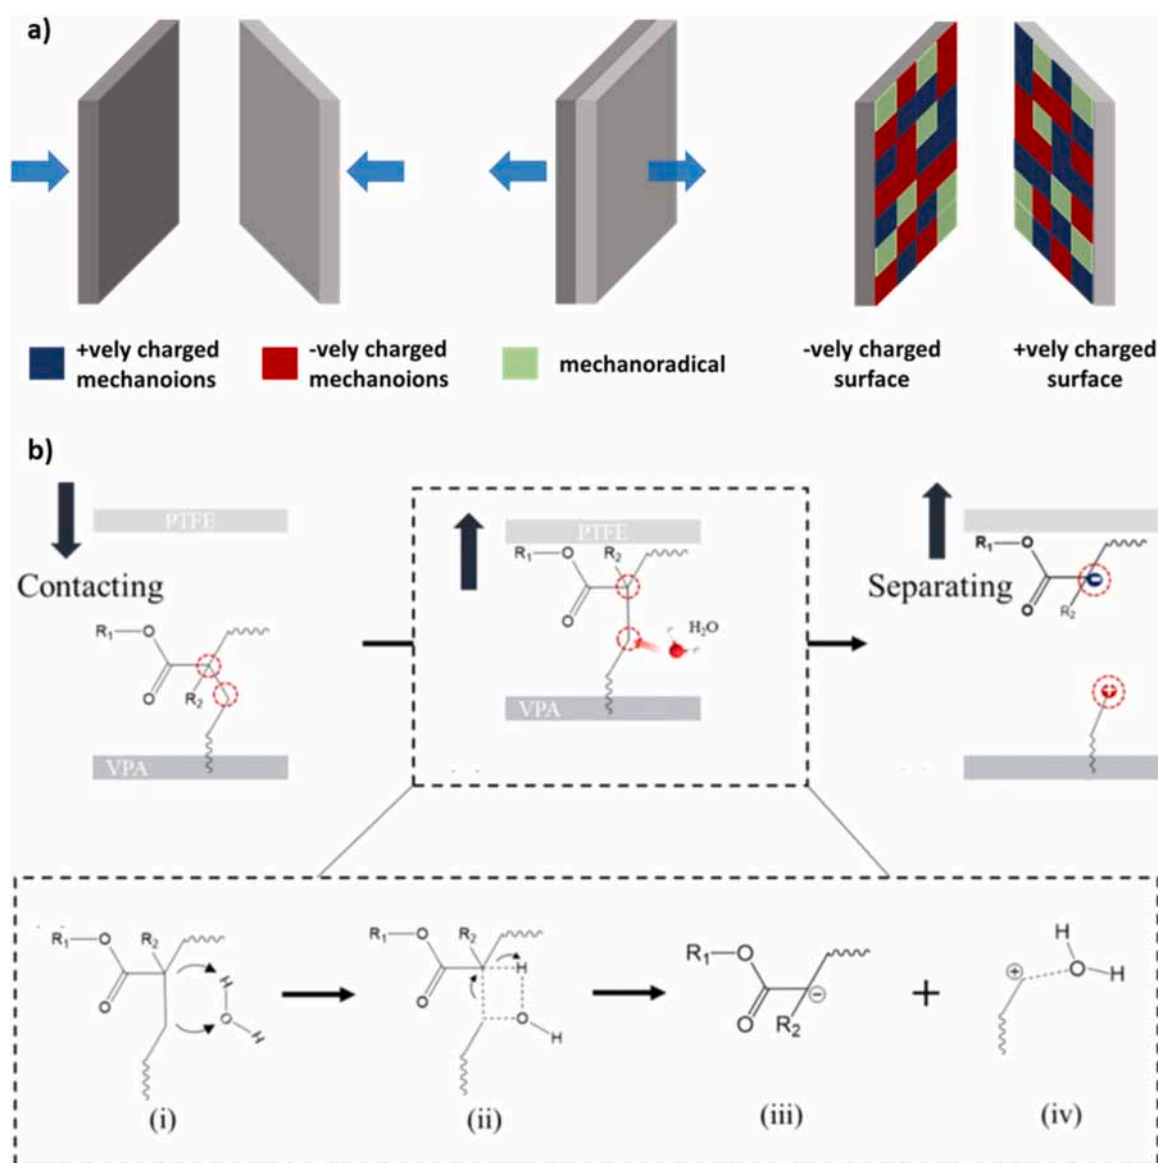 a)
+vely charged
mechanoions
-vely charged
mechanoions
mechanoradical
-vely charged
surface
+vely charged
surface
b)
PTFE
Contacting
R1 O
O
R2
VPA
PTFE
R1 O
R2
O
H2O
VPA
Separating
R1 O
O
R2
R1 O
R2
O
H
O
H
(i)
R1 O
R2
H
O
O
H
(ii)
R1 O
O
R2
⊖
(iii)
+
H
⊕
O H
(iv)